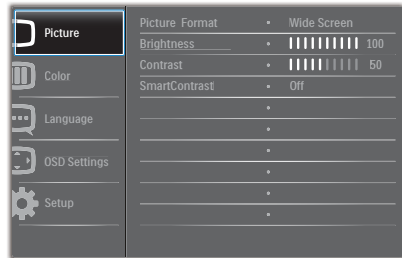 Picture
Color
Language
OSD Settings
Setup
Picture Format • Wide Screen
Brightness • 100
Contrast • 50
SmartContrast • Off
•
•
•
•
•
•